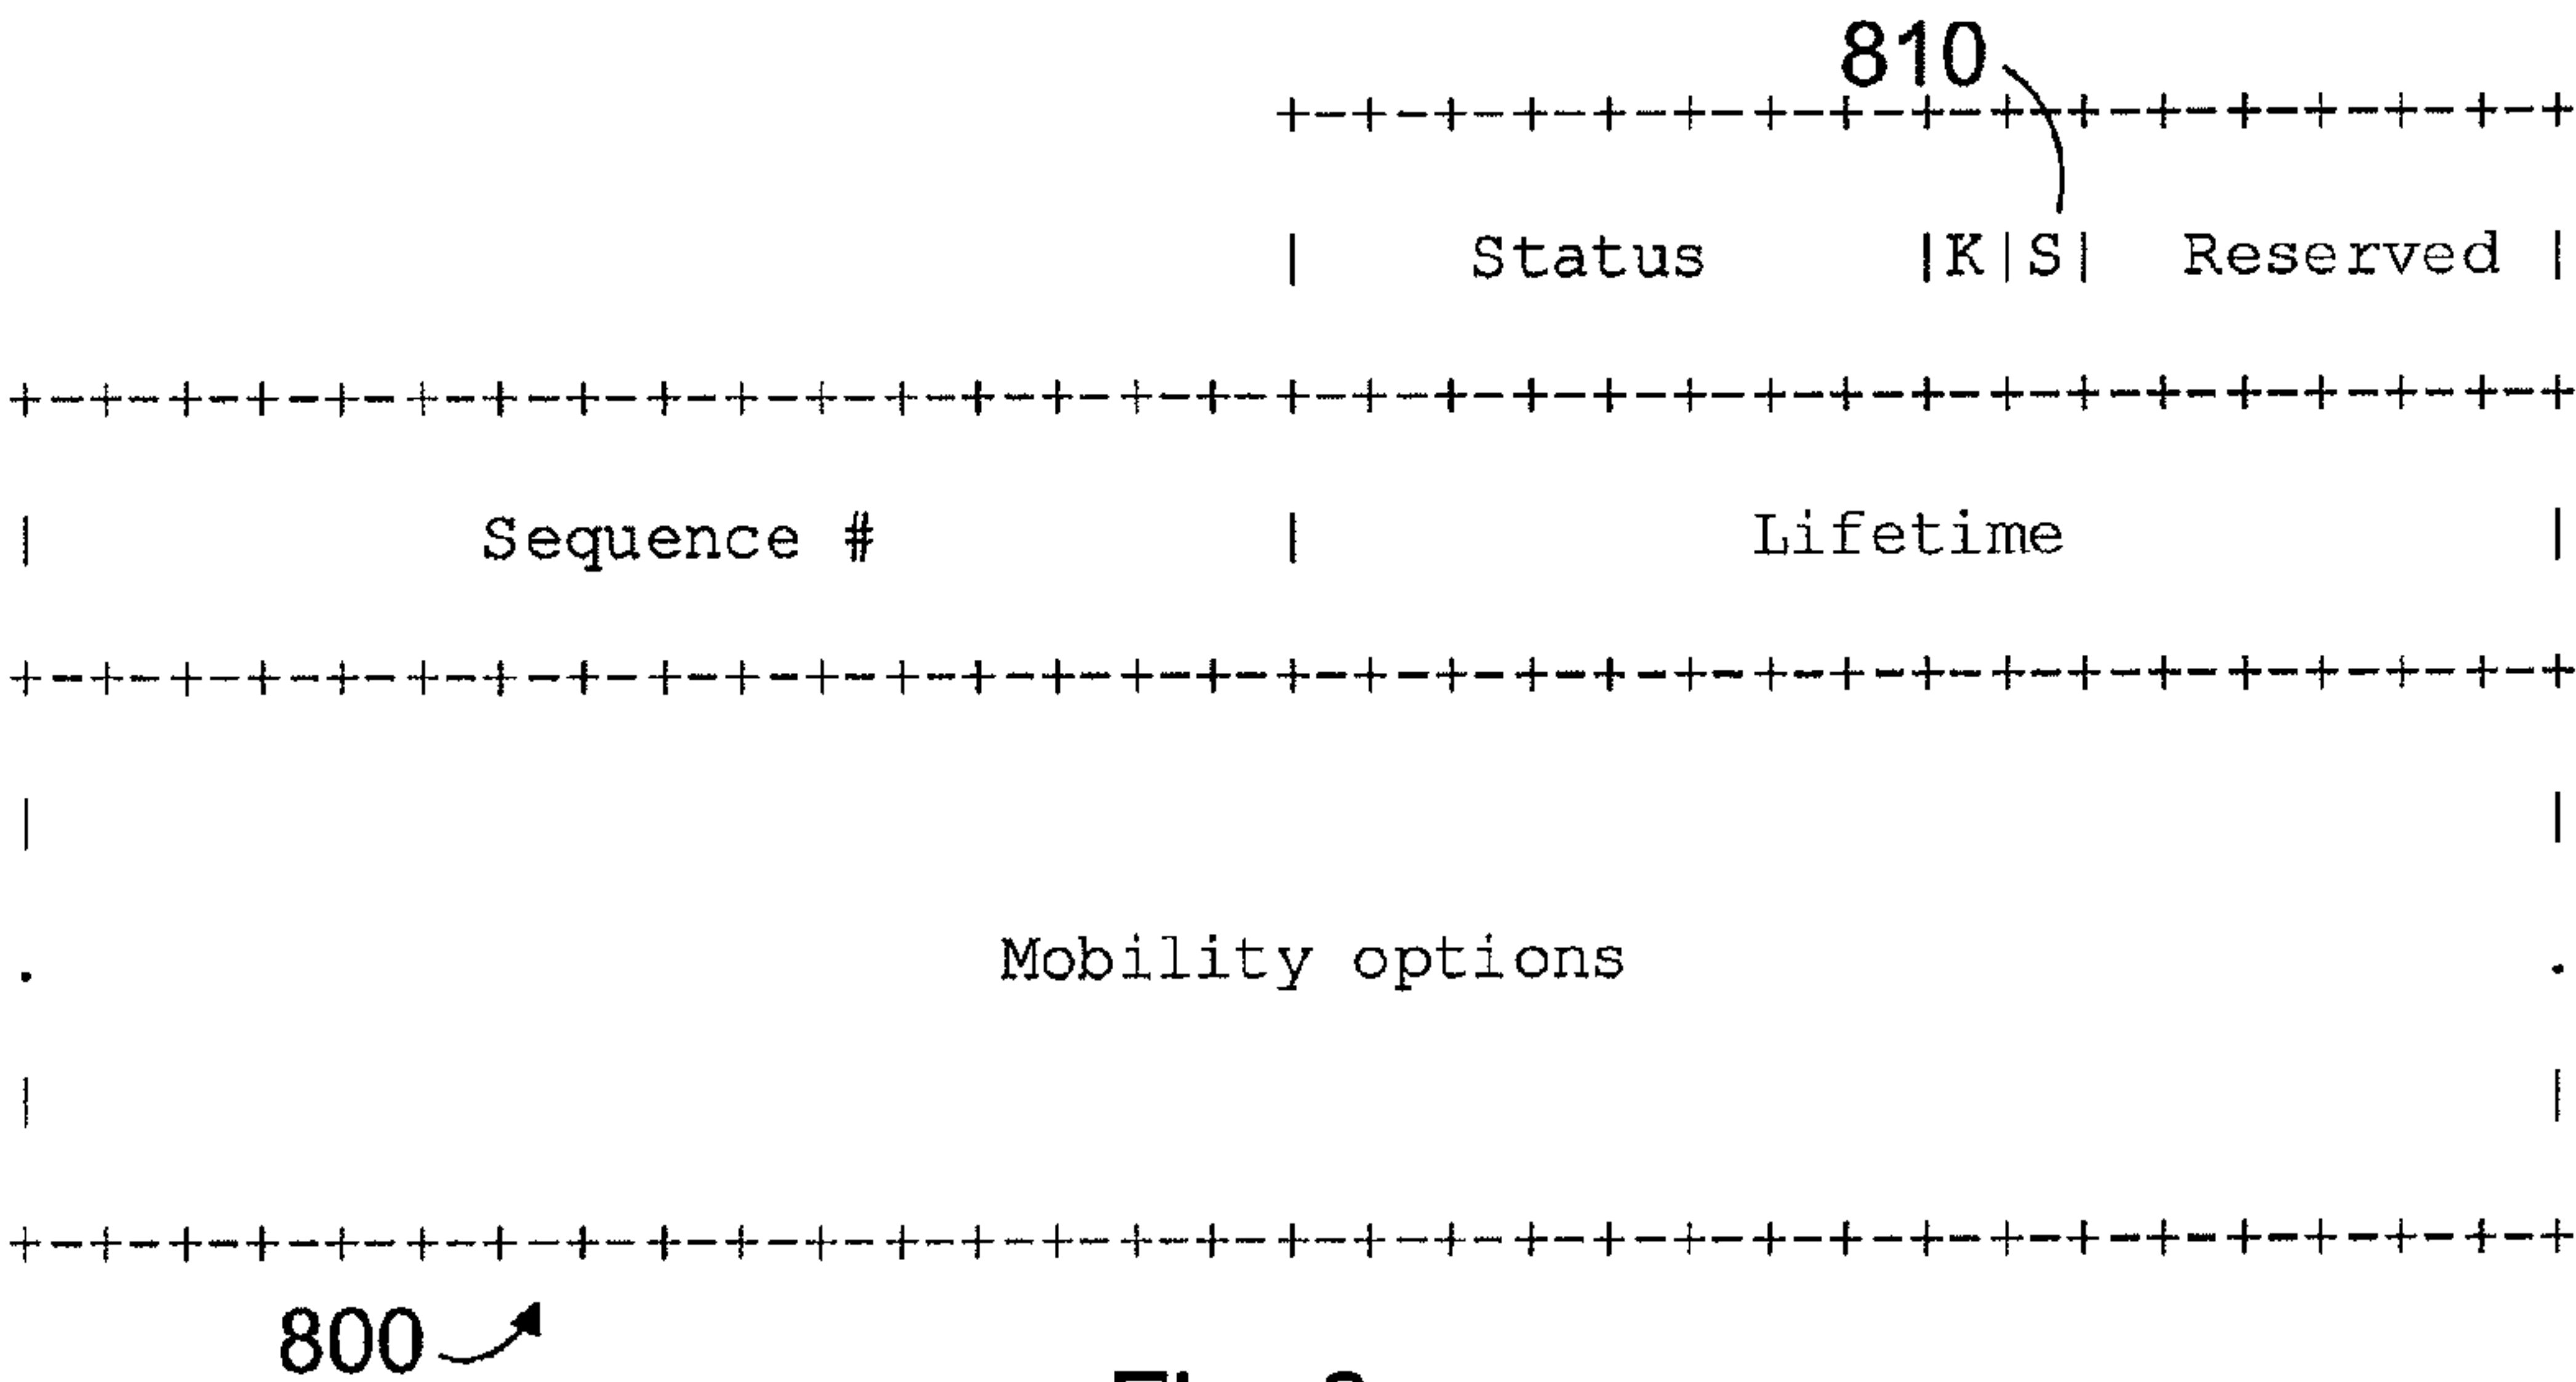 810
+-+-+-+-+-+-+-+-+-+-+-+-+-+-+-+-+
| Status |K|S| Reserved |
+-+-+-+-+-+-+-+-+-+-+-+-+-+-+-+-+-+-+-+-+-+-+-+-+-+-+-+-+-+-+-+-+
| Sequence # | Lifetime |
+-+-+-+-+-+-+-+-+-+-+-+-+-+-+-+-+-+-+-+-+-+-+-+-+-+-+-+-+-+-+-+-+
| |
. Mobility options .
| |
+-+-+-+-+-+-+-+-+-+-+-+-+-+-+-+-+-+-+-+-+-+-+-+-+-+-+-+-+-+-+-+-+
800